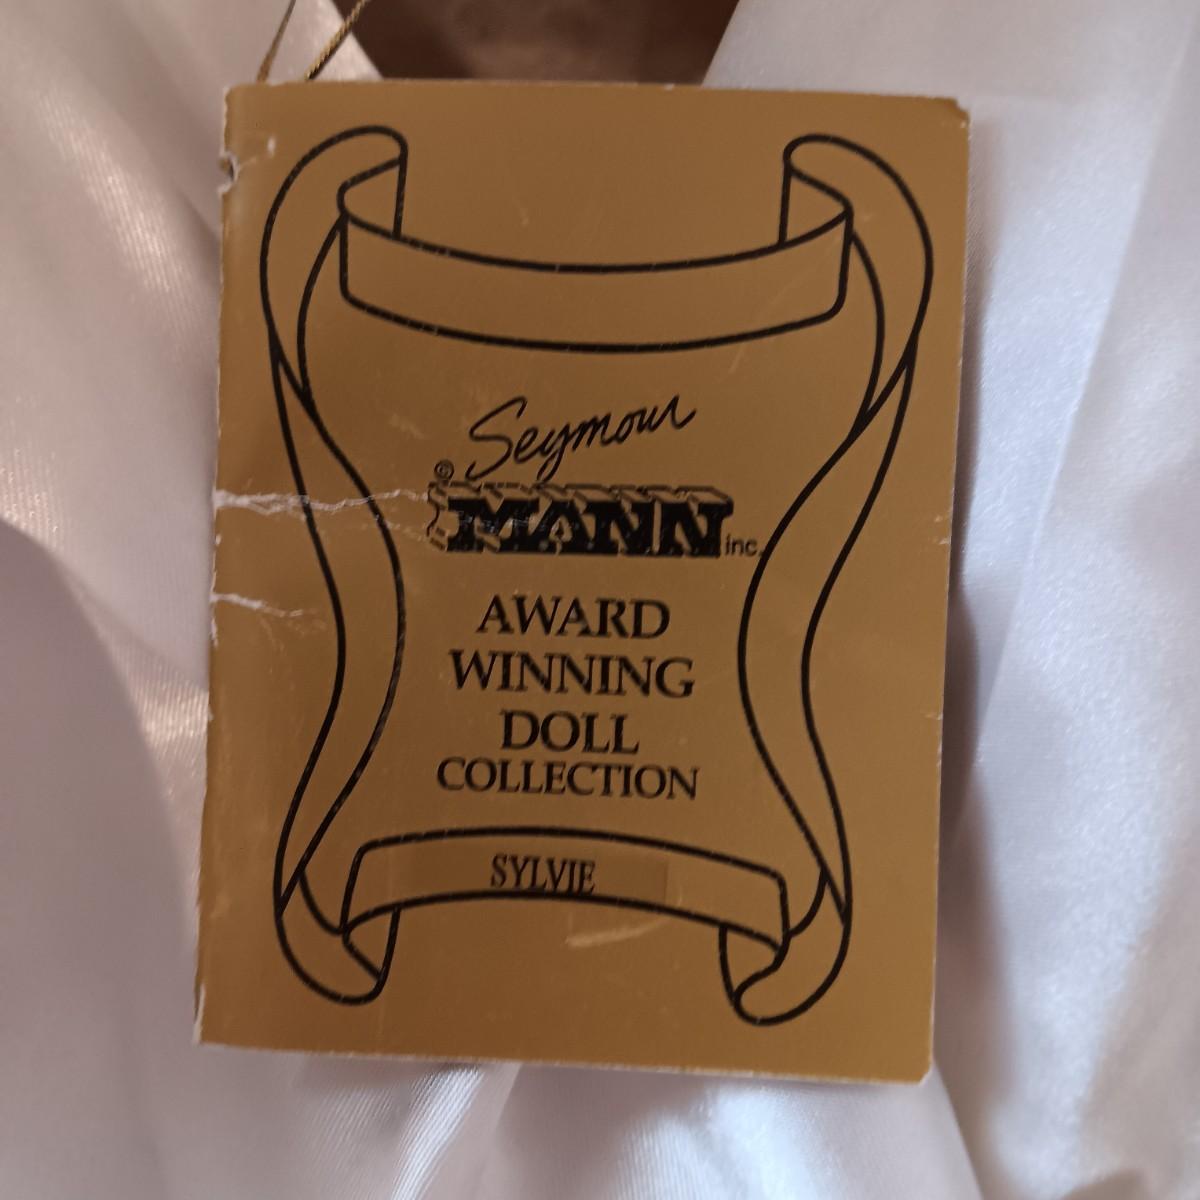 Seymour
© MANN inc.
AWARD
WINNING
DOLL
COLLECTION
SYLVIE